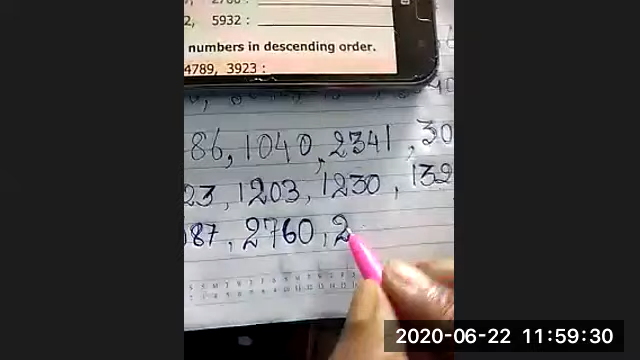 2, 5932 :
numbers in descending order.
4789, 3923 :
86, 1040, 2341, 30
23, 1203, 1230, 132
87, 2760, 2
2020-06-22 11:59:30